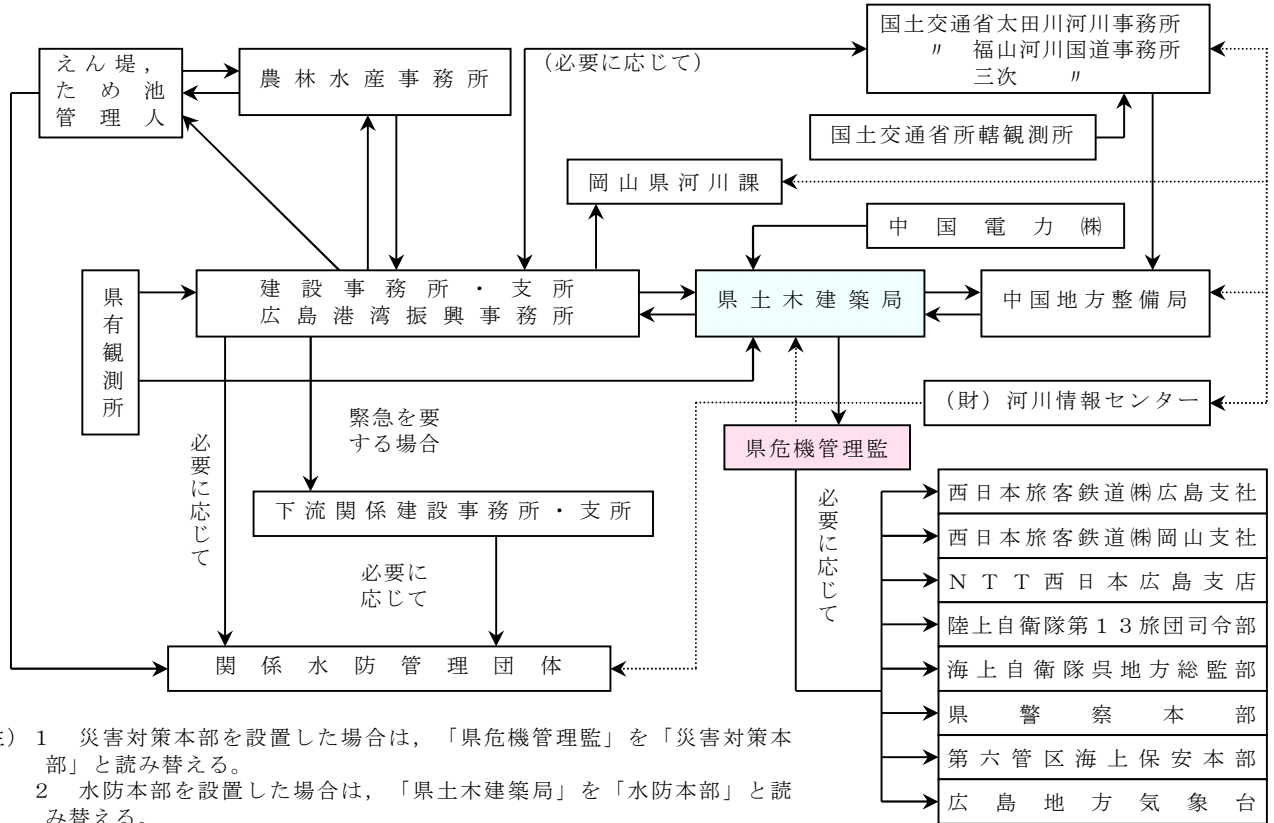 国土交通省太田川河川事務所
〃 福山河川国道事務所
三次 〃
えん堤，
ため池
管理人
農林水産事務所
(必要に応じて)
国土交通省所轄観測所
岡山県河川課
中国電力㈱
県有観測所
建設事務所・支所
広島港湾振興事務所
県土木建築局
中国地方整備局
(財)河川情報センター
緊急を要
する場合
必要に応じて
県危機管理監
下流関係建設事務所・支所
必要に
応じて
必要に応じて
関係水防管理団体
西日本旅客鉄道㈱広島支社
西日本旅客鉄道㈱岡山支社
ＮＴＴ西日本広島支店
陸上自衛隊第１３旅団司令部
海上自衛隊呉地方総監部
県警察本部
第六管区海上保安本部
広島地方気象台
）１ 災害対策本部を設置した場合は，「県危機管理監」を「災害対策本
部」と読み替える。
２ 水防本部を設置した場合は，「県土木建築局」を「水防本部」と読
み替える。